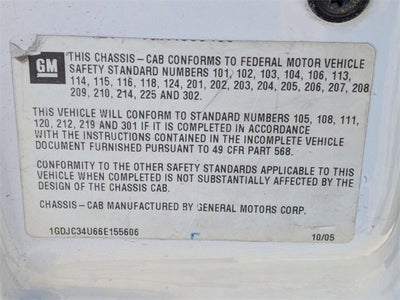 GM
THIS CHASSIS-CAB CONFORMS TO FEDERAL MOTOR VEHICLE
SAFETY STANDARD NUMBERS 101, 102, 103, 104, 106, 113,
114, 115, 116, 118, 124, 201, 202, 203, 204, 205, 206, 207, 208
209, 210, 214, 225 AND 302.
THIS VEHICLE WILL CONFORM TO STANDARD NUMBERS 105, 108, 111,
120, 212, 219 AND 301 IF IT IS COMPLETED IN ACCORDANCE
WITH THE INSTRUCTIONS CONTAINED IN THE INCOMPLETE VEHICLE
DOCUMENT FURNISHED PURSUANT TO 49 CFR PART 568.
CONFORMITY TO THE OTHER SAFETY STANDARDS APPLICABLE TO
THIS VEHICLE WHEN COMPLETED IS NOT SUBSTANTIALLY AFFECTED BY THE
DESIGN OF THE CHASSIS CAB.
CHASSIS-CAB MANUFACTURED BY GENERAL MOTORS CORP.
1GDJC34U66E155606 10/05